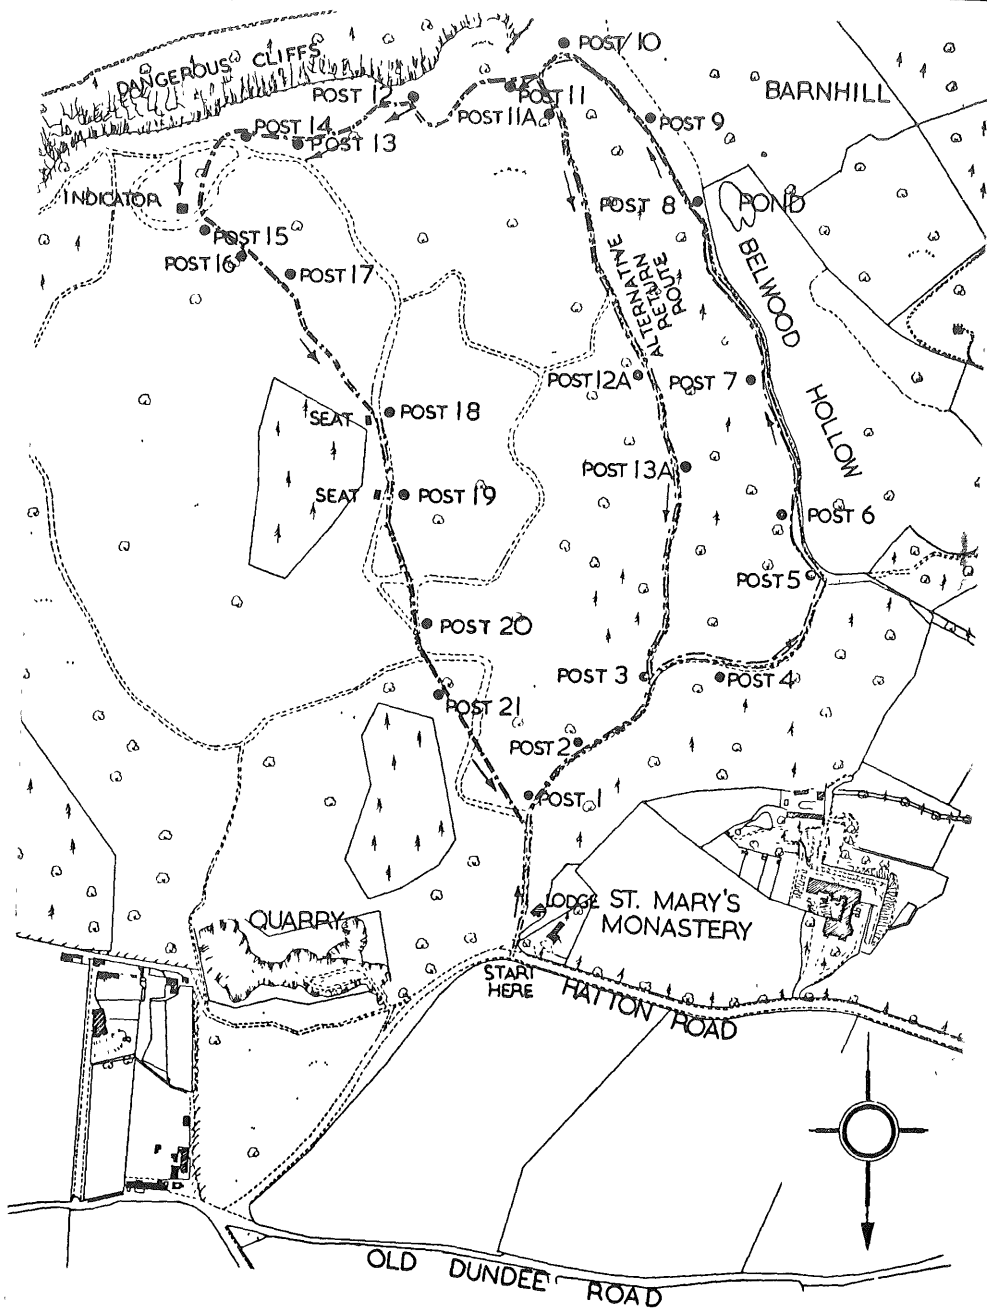 DANGEROUS CLIFFS
POST 10
BARNHILL
POST 12
POST 11
POST 11A
POST 9
POST 14
POST 13
INDICATOR
POST 8
POND
POST 15
POST 16
POST 17
BELWOOD
HOLLOW
ALTERNATIVE
RETURN
ROUTE
POST 12A
POST 7
SEAT
POST 18
POST 13A
SEAT
POST 19
POST 6
POST 5
POST 20
POST 3
POST 4
POST 21
POST 2
POST 1
QUARRY
LODGE
ST. MARY'S
MONASTERY
START
HERE
HATTON ROAD
OLD DUNDEE ROAD